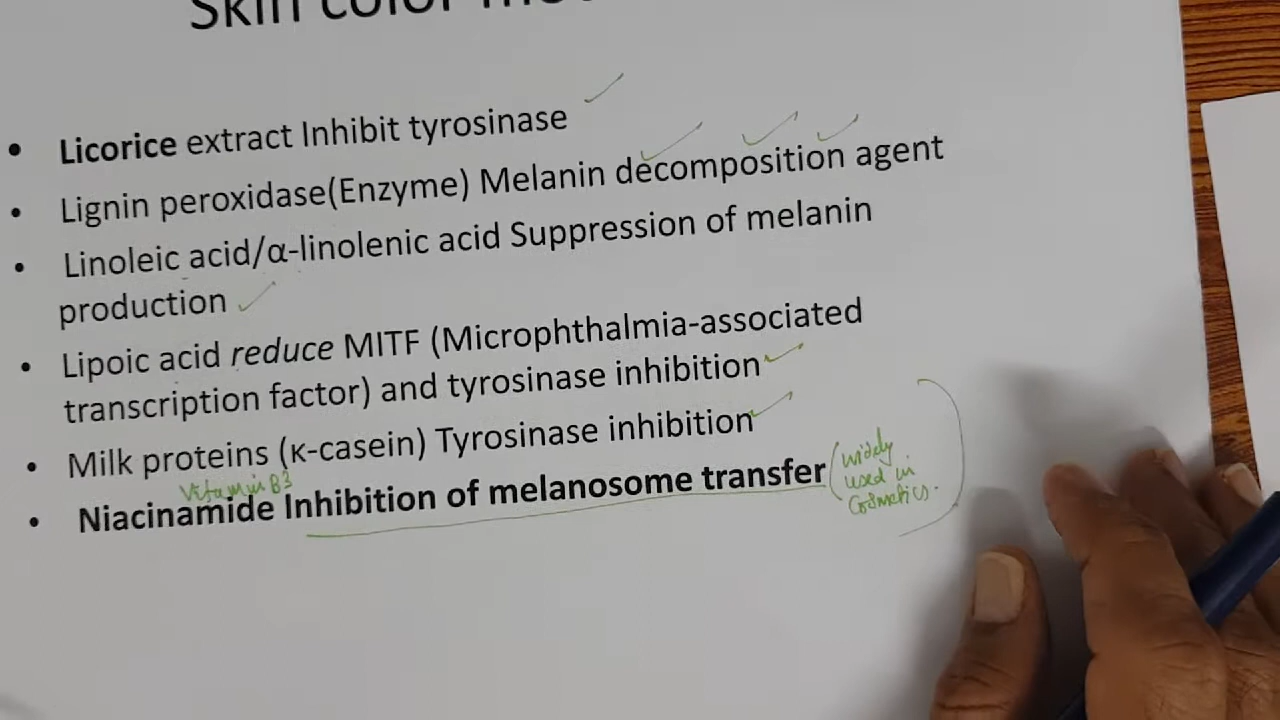 Skin color
• Licorice extract Inhibit tyrosinase
• Lignin peroxidase(Enzyme) Melanin decomposition agent
• Linoleic acid/α-linolenic acid Suppression of melanin
production
• Lipoic acid reduce MITF (Microphthalmia-associated
transcription factor) and tyrosinase inhibition
• Milk proteins (κ-casein) Tyrosinase inhibition
Vitamin B3
• Niacinamide Inhibition of melanosome transfer
widely
used in
Cosmetics.